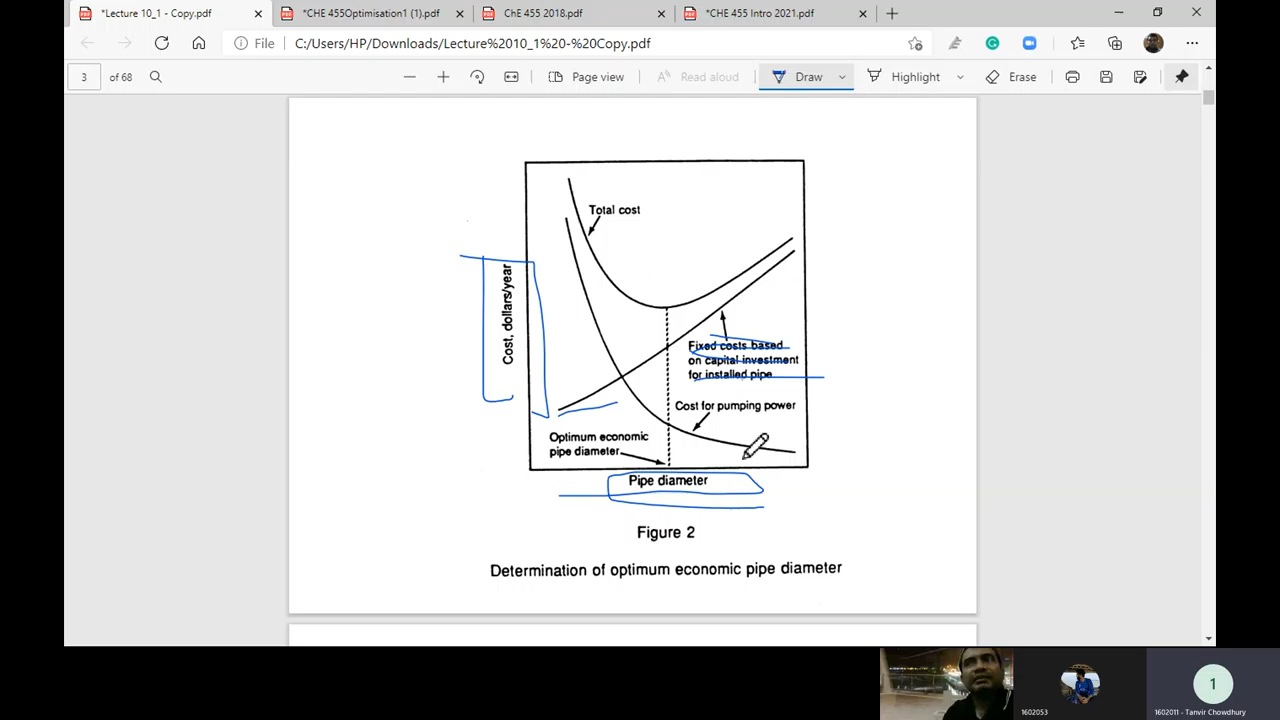 *Lecture 10_1 - Copy.pdf
*CHE 455Optimisation1 (1).pdf
ChE 455 2018.pdf
*CHE 455 Intro 2021.pdf
File
C:/Users/HP/Downloads/Lecture%2010_1%20-%20Copy.pdf
3 of 68
Page view
Read aloud
Draw
Highlight
Erase
Total cost
Cost, dollars/year
Fixed costs based
on capital investment
for installed pipe
Cost for pumping power
Optimum economic
pipe diameter
Pipe diameter
Figure 2
Determination of optimum economic pipe diameter
1
1602053
1602011 - Tanvir Chowdhury